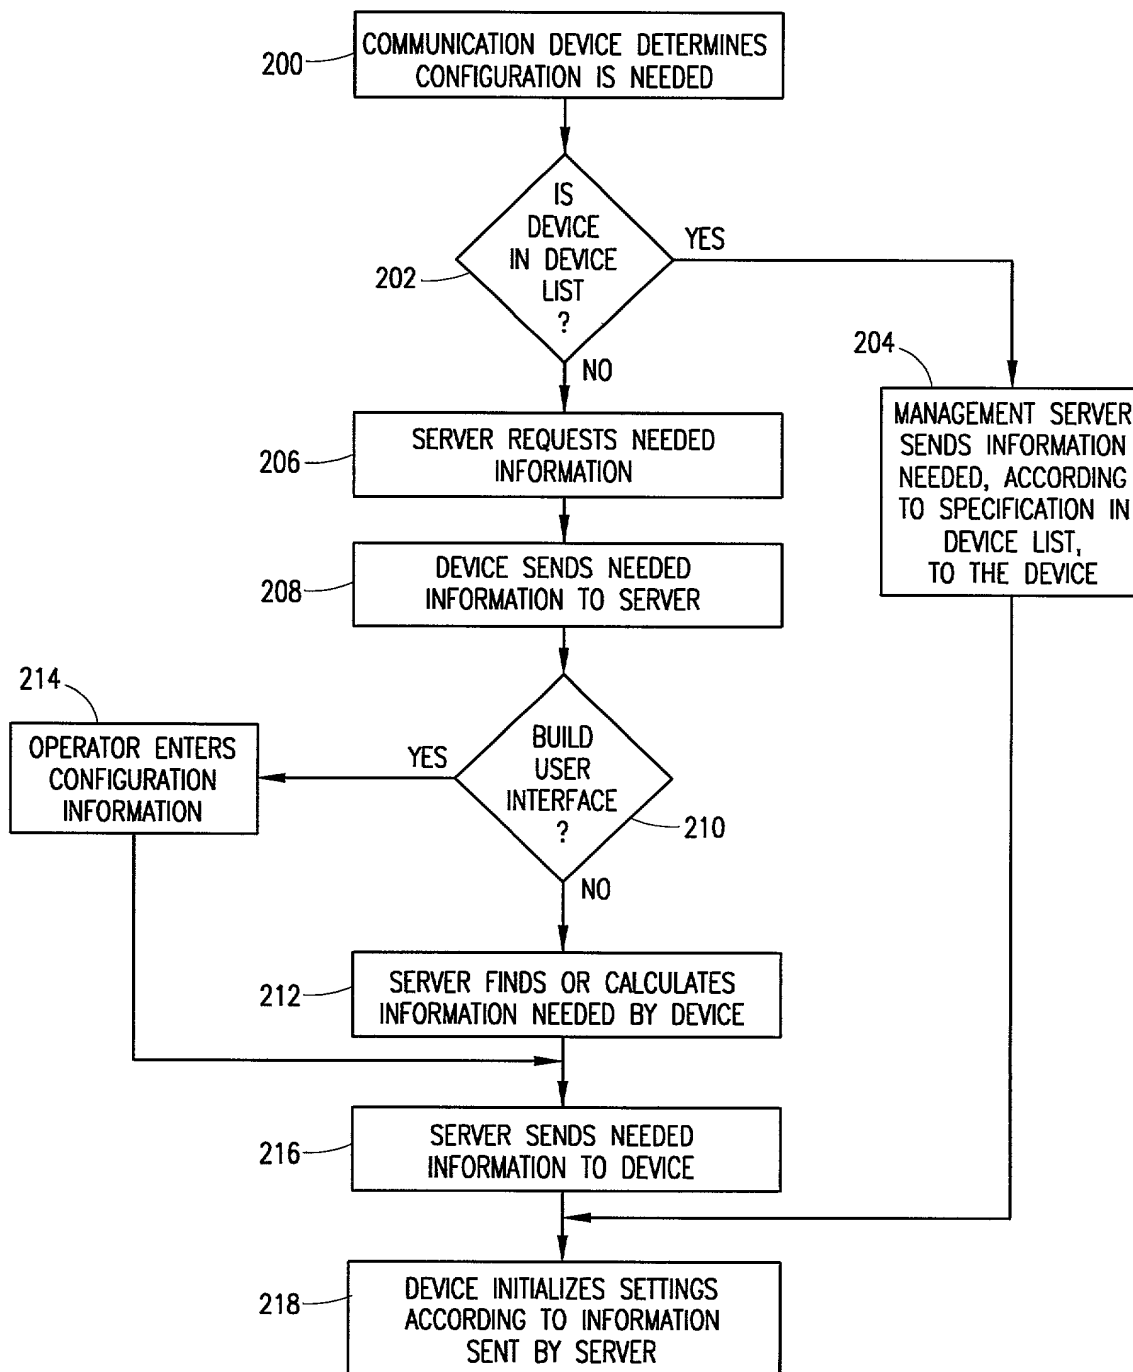 200
COMMUNICATION DEVICE DETERMINES
CONFIGURATION IS NEEDED
IS
DEVICE
IN DEVICE
LIST
?
202
YES
NO
204
MANAGEMENT SERVER
SENDS INFORMATION
NEEDED, ACCORDING
TO SPECIFICATION IN
DEVICE LIST,
TO THE DEVICE
206
SERVER REQUESTS NEEDED
INFORMATION
208
DEVICE SENDS NEEDED
INFORMATION TO SERVER
214
OPERATOR ENTERS
CONFIGURATION
INFORMATION
YES
BUILD
USER
INTERFACE
?
210
NO
212
SERVER FINDS OR CALCULATES
INFORMATION NEEDED BY DEVICE
216
SERVER SENDS NEEDED
INFORMATION TO DEVICE
218
DEVICE INITIALIZES SETTINGS
ACCORDING TO INFORMATION
SENT BY SERVER